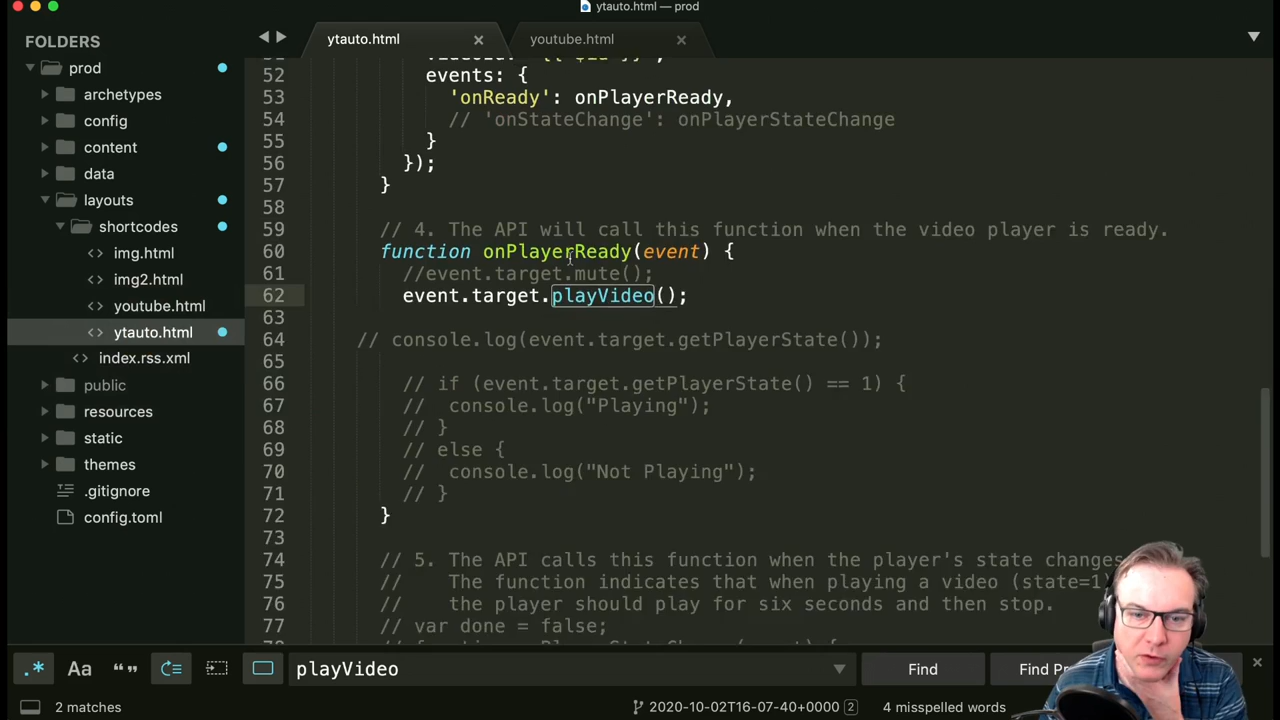 ytauto.html — prod
FOLDERS
prod
archetypes
config
content
data
layouts
shortcodes
img.html
img2.html
youtube.html
ytauto.html
index.rss.xml
public
resources
static
themes
.gitignore
config.toml
ytauto.html
youtube.html
52 events: {
53 'onReady': onPlayerReady,
54 // 'onStateChange': onPlayerStateChange
55 }
56 });
57 }
58
59 // 4. The API will call this function when the video player is ready.
60 function onPlayerReady(event) {
61 //event.target.mute();
62 event.target.playVideo();
63
64 // console.log(event.target.getPlayerState());
65
66 // if (event.target.getPlayerState() == 1) {
67 // console.log("Playing");
68 // }
69 // else {
70 // console.log("Not Playing");
71 // }
72 }
73
74 // 5. The API calls this function when the player's state changes
75 // The function indicates that when playing a video (state=1)
76 // the player should play for six seconds and then stop.
77 // var done = false;
.* Aa “” playVideo Find
2 matches
2020-10-02T16-07-40+0000 2
4 misspelled words